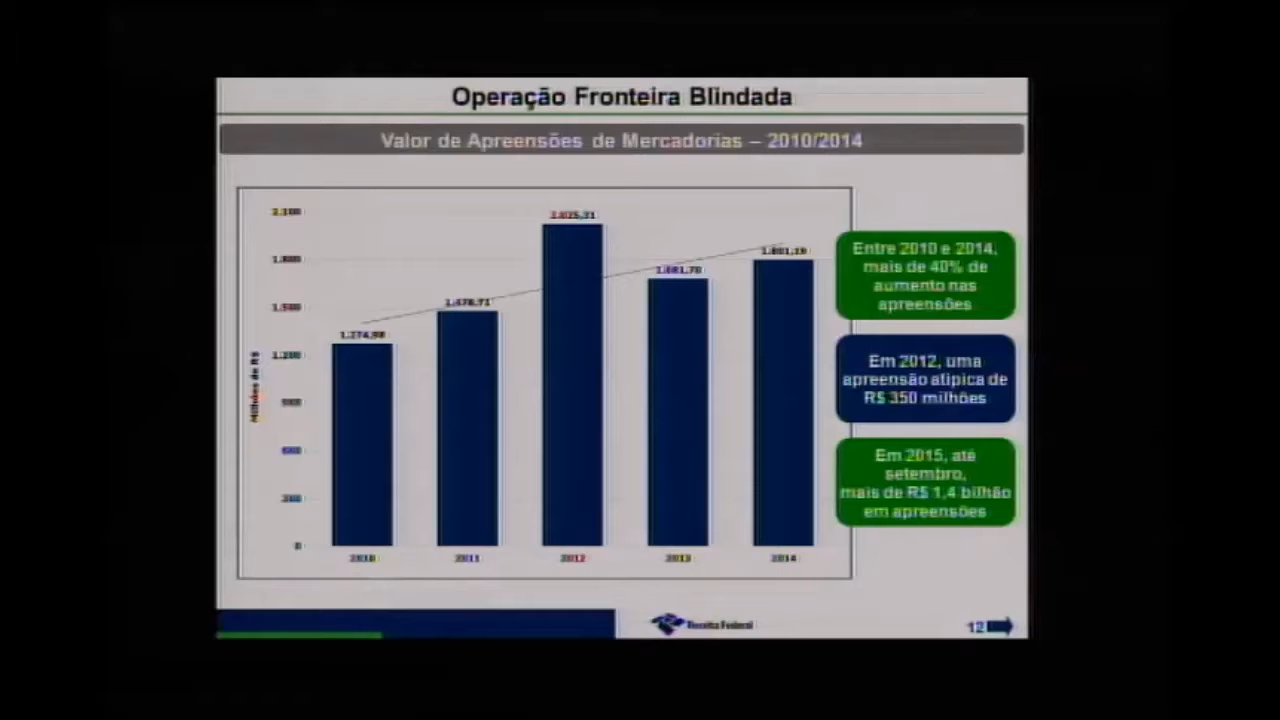 Operação Fronteira Blindada
Valor de Apreensões de Mercadorias – 2010/2014
2.100
1.800
1.500
1.200
900
600
300
0
Milhões de R$
1.274,98
2.025,31
1.681,78
1.801,19
2010
2011
2012
2013
2014
Entre 2010 e 2014,
mais de 40% de
aumento nas
apreensões
Em 2012, uma
apreensão atípica de
R$ 350 milhões
Em 2015, até
setembro,
mais de R$ 1,4 bilhão
em apreensões
Receita Federal
12